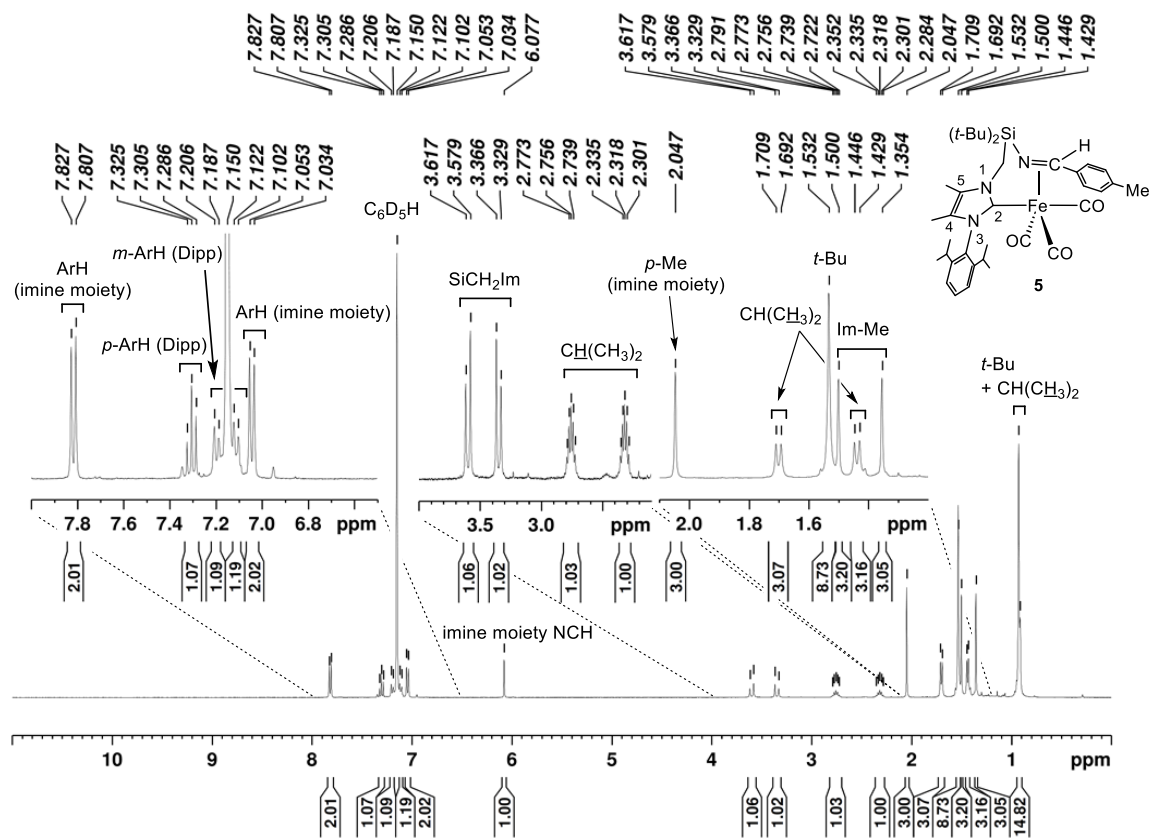 7.827 7.807 7.325 7.305 7.286 7.206 7.187 7.150 7.122 7.102 7.053 7.034 6.077
3.617 3.579 3.366 3.329 2.791 2.773 2.756 2.739 2.722 2.352 2.335 2.318 2.301 2.284 2.047 1.709 1.692 1.532 1.500 1.446 1.429
7.827 7.807 7.325 7.305 7.286 7.206 7.187 7.150 7.122 7.102 7.053 7.034
3.617 3.579 3.366 3.329 2.773 2.756 2.739 2.335 2.318 2.301
2.047
1.709 1.692 1.532 1.500 1.446 1.429 1.354
(t-Bu)₂Si
N H
1
5 N
Me
2 Fe CO
4 N
3 OC
CO
5
C₆D₅H
m-ArH (Dipp)
ArH
(imine moiety)
p-ArH (Dipp)
ArH (imine moiety)
SiCH₂Im
CH(CH₃)₂
p-Me
(imine moiety)
CH(CH₃)₂
t-Bu
Im-Me
t-Bu
+ CH(CH₃)₂
7.8 7.6 7.4 7.2 7.0 6.8 ppm
3.5 3.0 ppm
2.0 1.8 1.6 ppm
2.01 1.07 1.09 1.19 2.02
1.06 1.02 1.03 1.00
3.00 3.07 8.73 3.20 3.16 3.05
imine moiety NCH
10 9 8 7 6 5 4 3 2 1 ppm
2.01 1.07 1.09 1.19 2.02 1.00 1.06 1.02 1.03 1.00 3.00 3.07 8.73 3.20 3.16 3.05